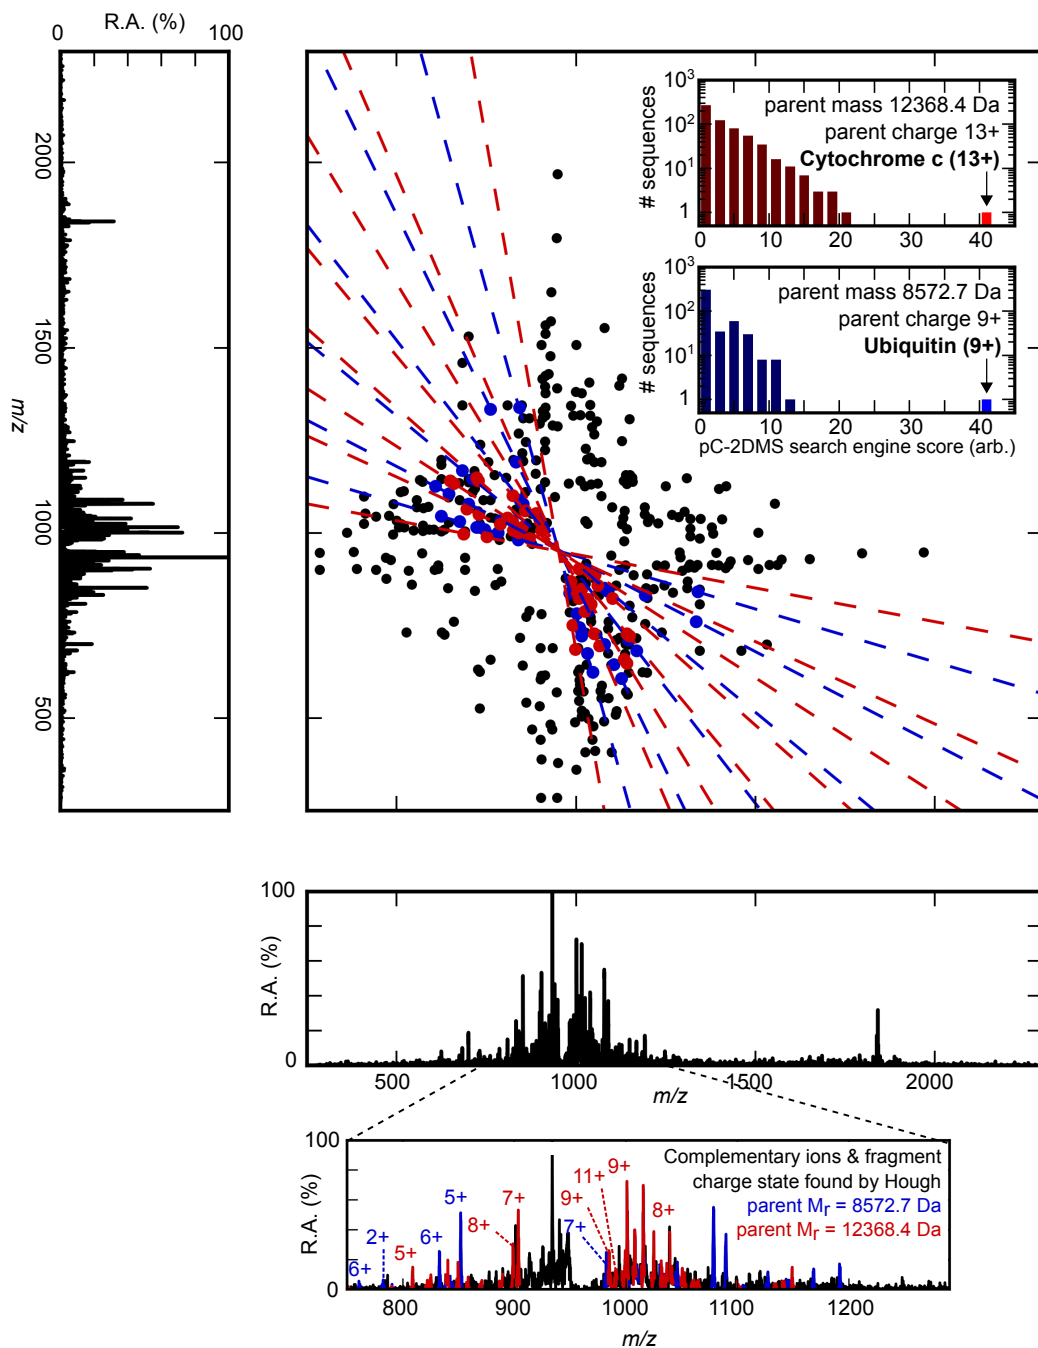 R.A. (%)
0
100
2000
1500
1000
500
m/z
# sequences
10³
10²
10¹
1
parent mass 12368.4 Da
parent charge 13+
Cytochrome c (13+)
0
10
20
30
40
# sequences
10³
10²
10¹
1
parent mass 8572.7 Da
parent charge 9+
Ubiquitin (9+)
0
10
20
30
40
pC-2DMS search engine score (arb.)
R.A. (%)
100
0
500
1000
1500
2000
m/z
R.A. (%)
100
0
Complementary ions & fragment
charge state found by Hough
parent Mr = 8572.7 Da
parent Mr = 12368.4 Da
6+
2+
5+
6+
5+
8+
7+
7+
9+
11+
9+
8+
800
900
1000
1100
1200
m/z